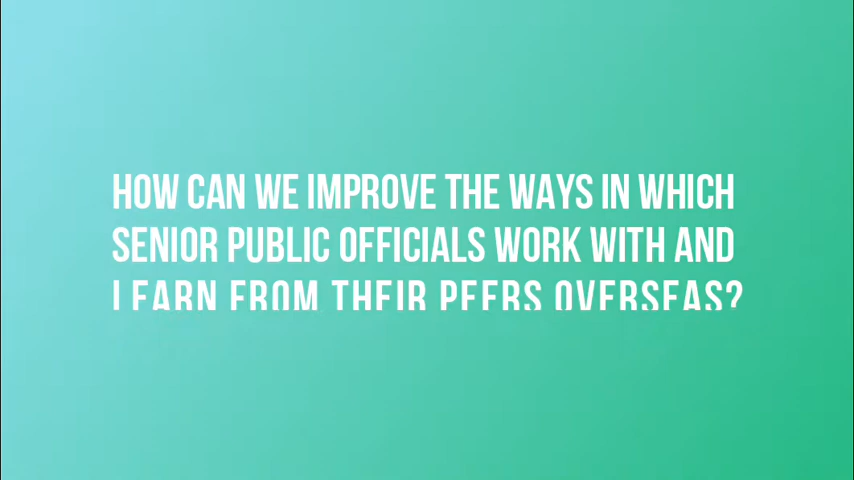 HOW CAN WE IMPROVE THE WAYS IN WHICH
SENIOR PUBLIC OFFICIALS WORK WITH AND
LEARN FROM THEIR PEERS OVERSEAS?